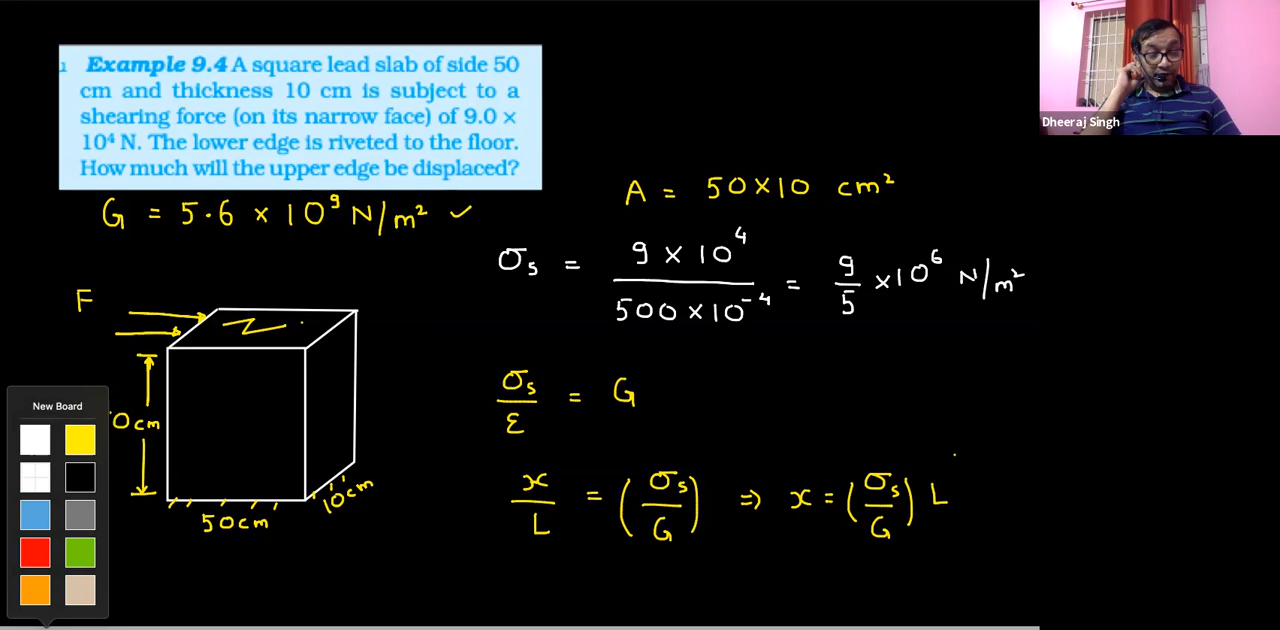 Example 9.4 A square lead slab of side 50
cm and thickness 10 cm is subject to a
shearing force (on its narrow face) of 9.0 ×
10⁴ N. The lower edge is riveted to the floor.
How much will the upper edge be displaced?
Dheeraj Singh
G = 5.6 × 10⁹ N/m² ✓
A = 50×10 cm²
σs = 9 × 10⁴ / 500 × 10⁻⁴ = 9/5 × 10⁶ N/m²
F
0cm
50cm
10cm
σs/ε = G
x/L = (σs/G) ⇒ x = (σs/G) L
New Board